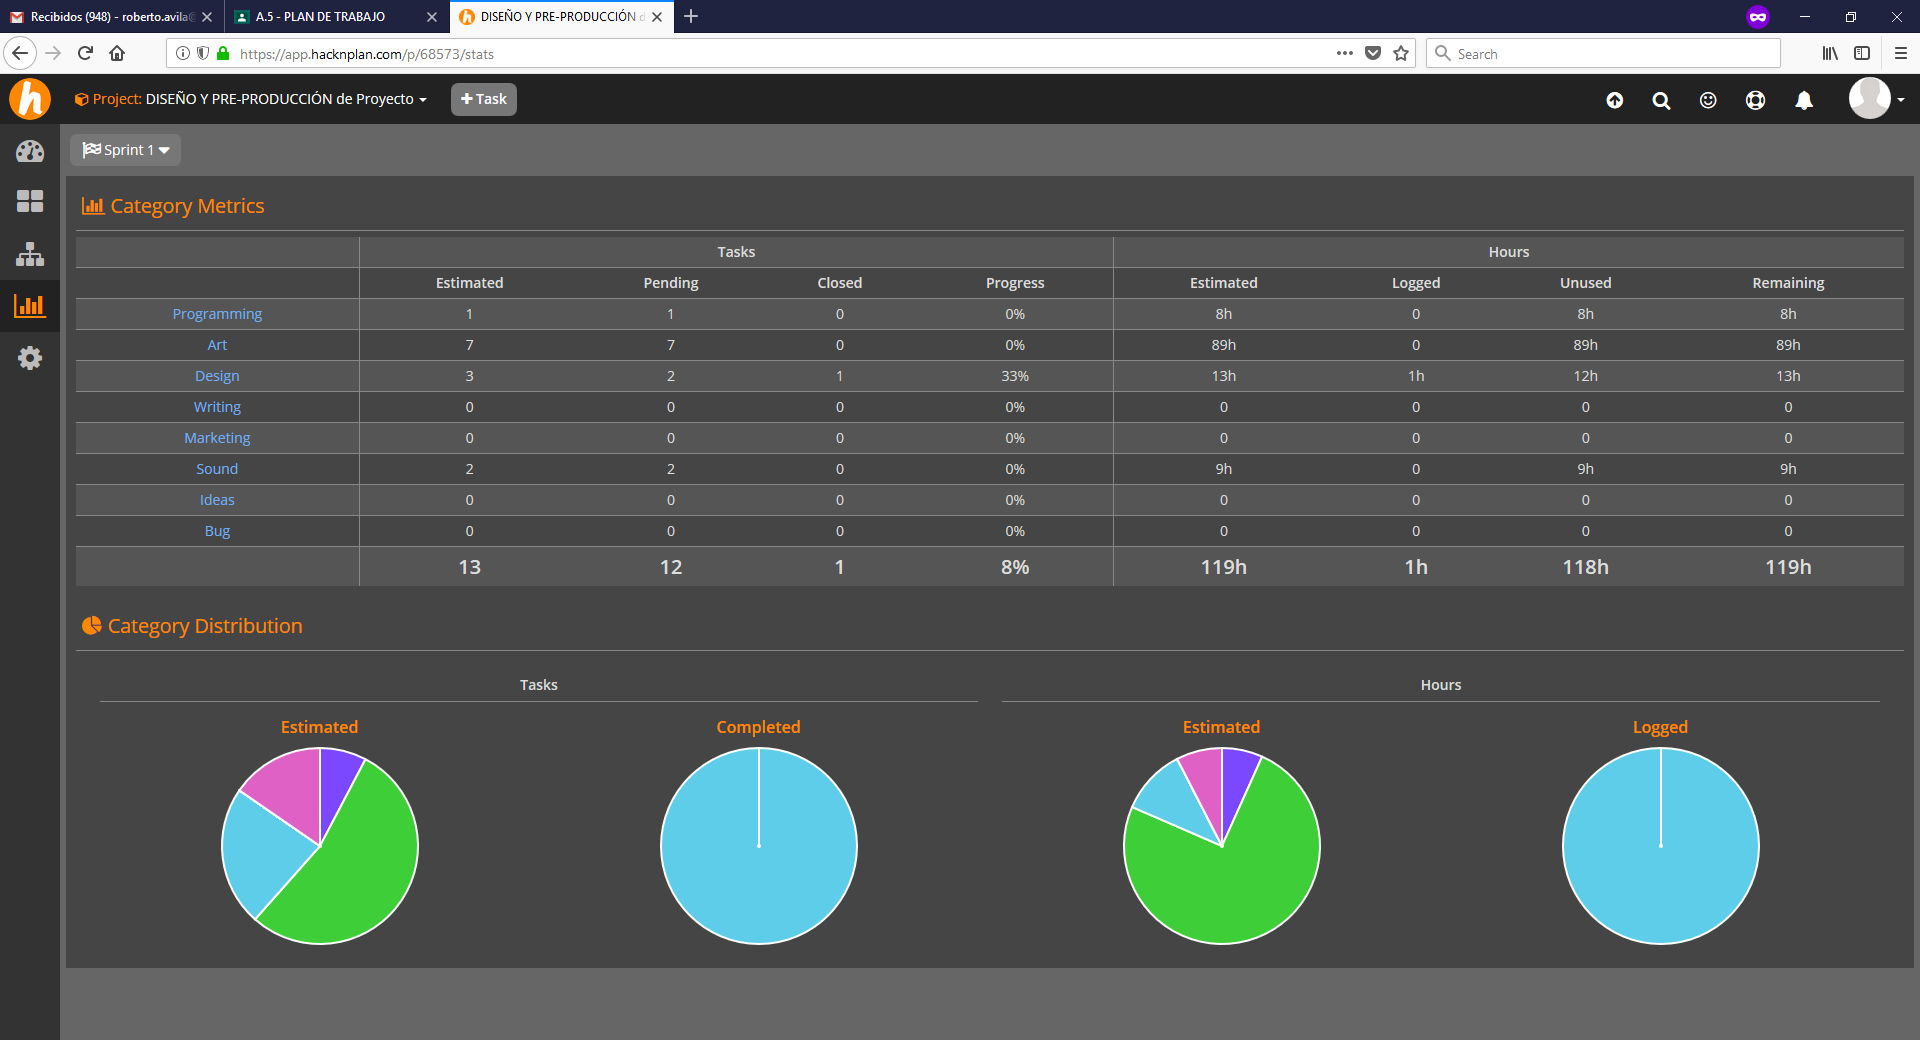 Recibidos (948) - roberto.avila@
A.5 - PLAN DE TRABAJO
DISEÑO Y PRE-PRODUCCIÓN d
https://app.hacknplan.com/p/68573/stats
Search
h
Project: DISEÑO Y PRE-PRODUCCIÓN de Proyecto
+ Task
Sprint 1
Category Metrics
Tasks Hours
Estimated Pending Closed Progress Estimated Logged Unused Remaining
Programming 1 1 0 0% 8h 0 8h 8h
Art 7 7 0 0% 89h 0 89h 89h
Design 3 2 1 33% 13h 1h 12h 13h
Writing 0 0 0 0% 0 0 0 0
Marketing 0 0 0 0% 0 0 0 0
Sound 2 2 0 0% 9h 0 9h 9h
Ideas 0 0 0 0% 0 0 0 0
Bug 0 0 0 0% 0 0 0 0
13 12 1 8% 119h 1h 118h 119h
Category Distribution
Tasks Hours
Estimated Completed Estimated Logged